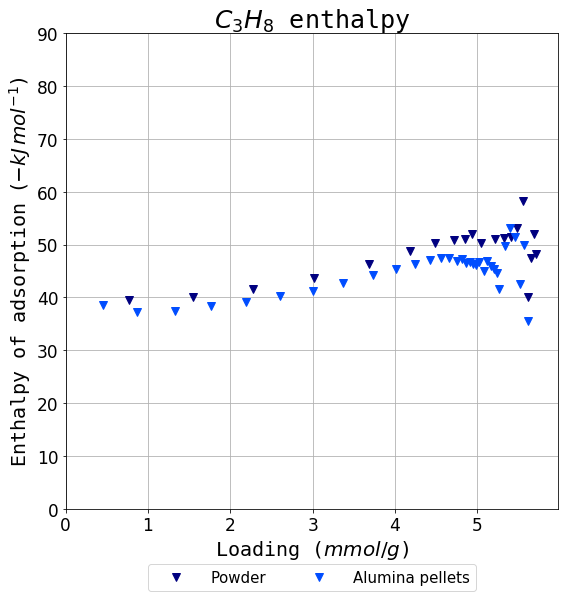 C₃H₈ enthalpy
Enthalpy of adsorption (−kJ mol⁻¹)
90
80
70
60
50
40
30
20
10
0
0 1 2 3 4 5
Loading (mmol/g)
Powder Alumina pellets